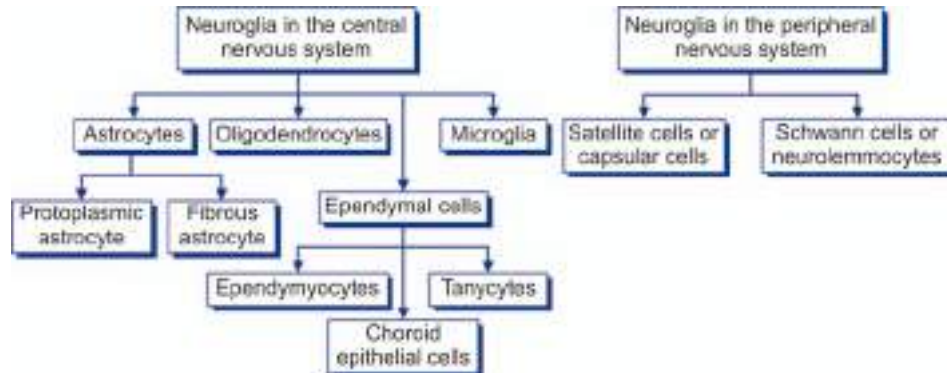 Neuroglia in the central
nervous system
Neuroglia in the peripheral
nervous system
Astrocytes
Oligodendrocytes
Microglia
Satellite cells or
capsular cells
Schwann cells or
neurolemmocytes
Protoplasmic
astrocyte
Fibrous
astrocyte
Ependymal cells
Ependymyocytes
Tanycytes
Choroid
epithelial cells